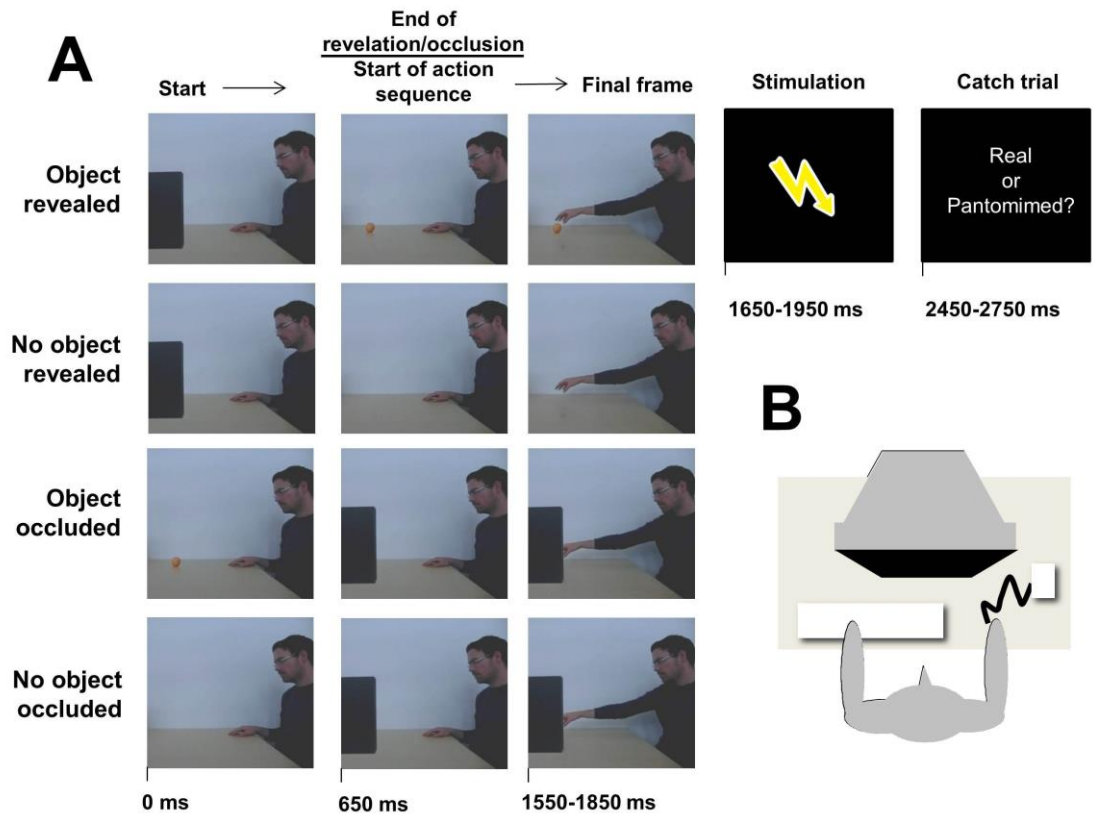 A
Start
End of
revelation/occlusion
Start of action
sequence
Final frame
Stimulation
Catch trial
Object
revealed
Real
or
Pantomimed?
1650-1950 ms
2450-2750 ms
No object
revealed
B
Object
occluded
No object
occluded
0 ms
650 ms
1550-1850 ms